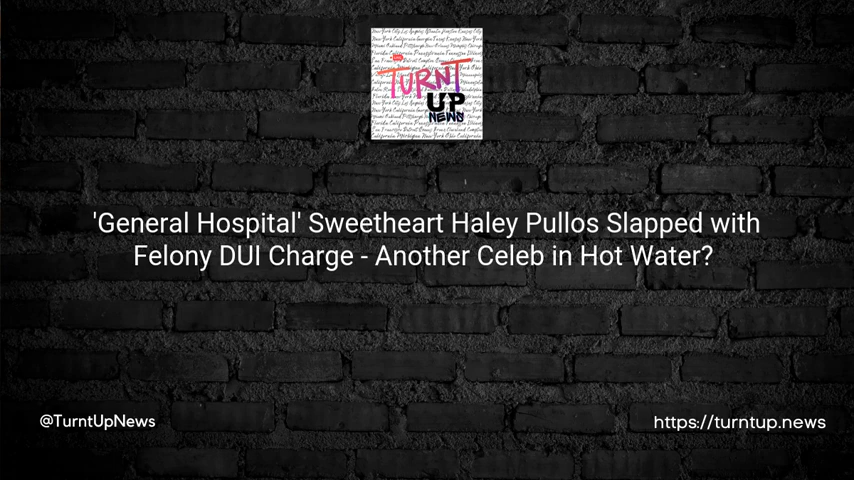 TURNT
UP
NEWS
'General Hospital' Sweetheart Haley Pullos Slapped with
Felony DUI Charge - Another Celeb in Hot Water?
@TurntUpNews
https://turntup.news